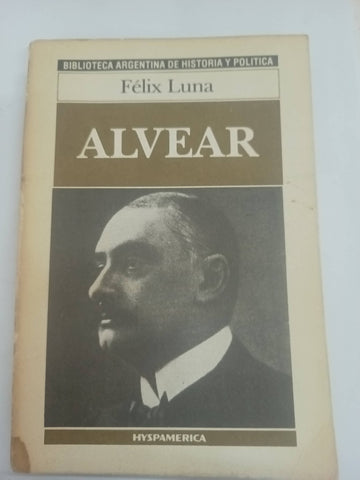 BIBLIOTECA ARGENTINA DE HISTORIA Y POLITICA
Félix Luna
ALVEAR
HYSPAMERICA